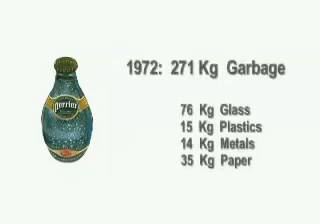 Perrier
1972: 271 Kg Garbage
76 Kg Glass
15 Kg Plastics
14 Kg Metals
35 Kg Paper